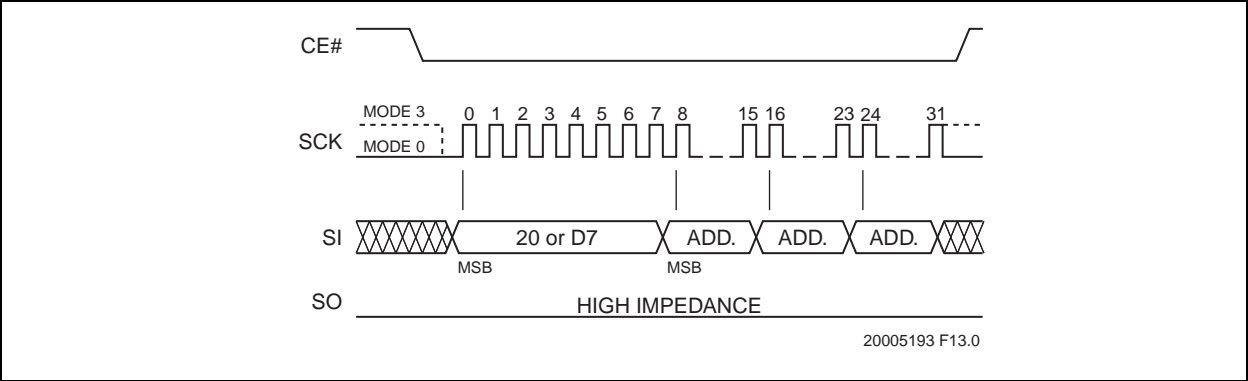 CE#
MODE 3
0 1 2 3 4 5 6 7 8 15 16 23 24 31
SCK
MODE 0
SI
20 or D7 ADD. ADD. ADD.
MSB MSB
SO
HIGH IMPEDANCE
20005193 F13.0